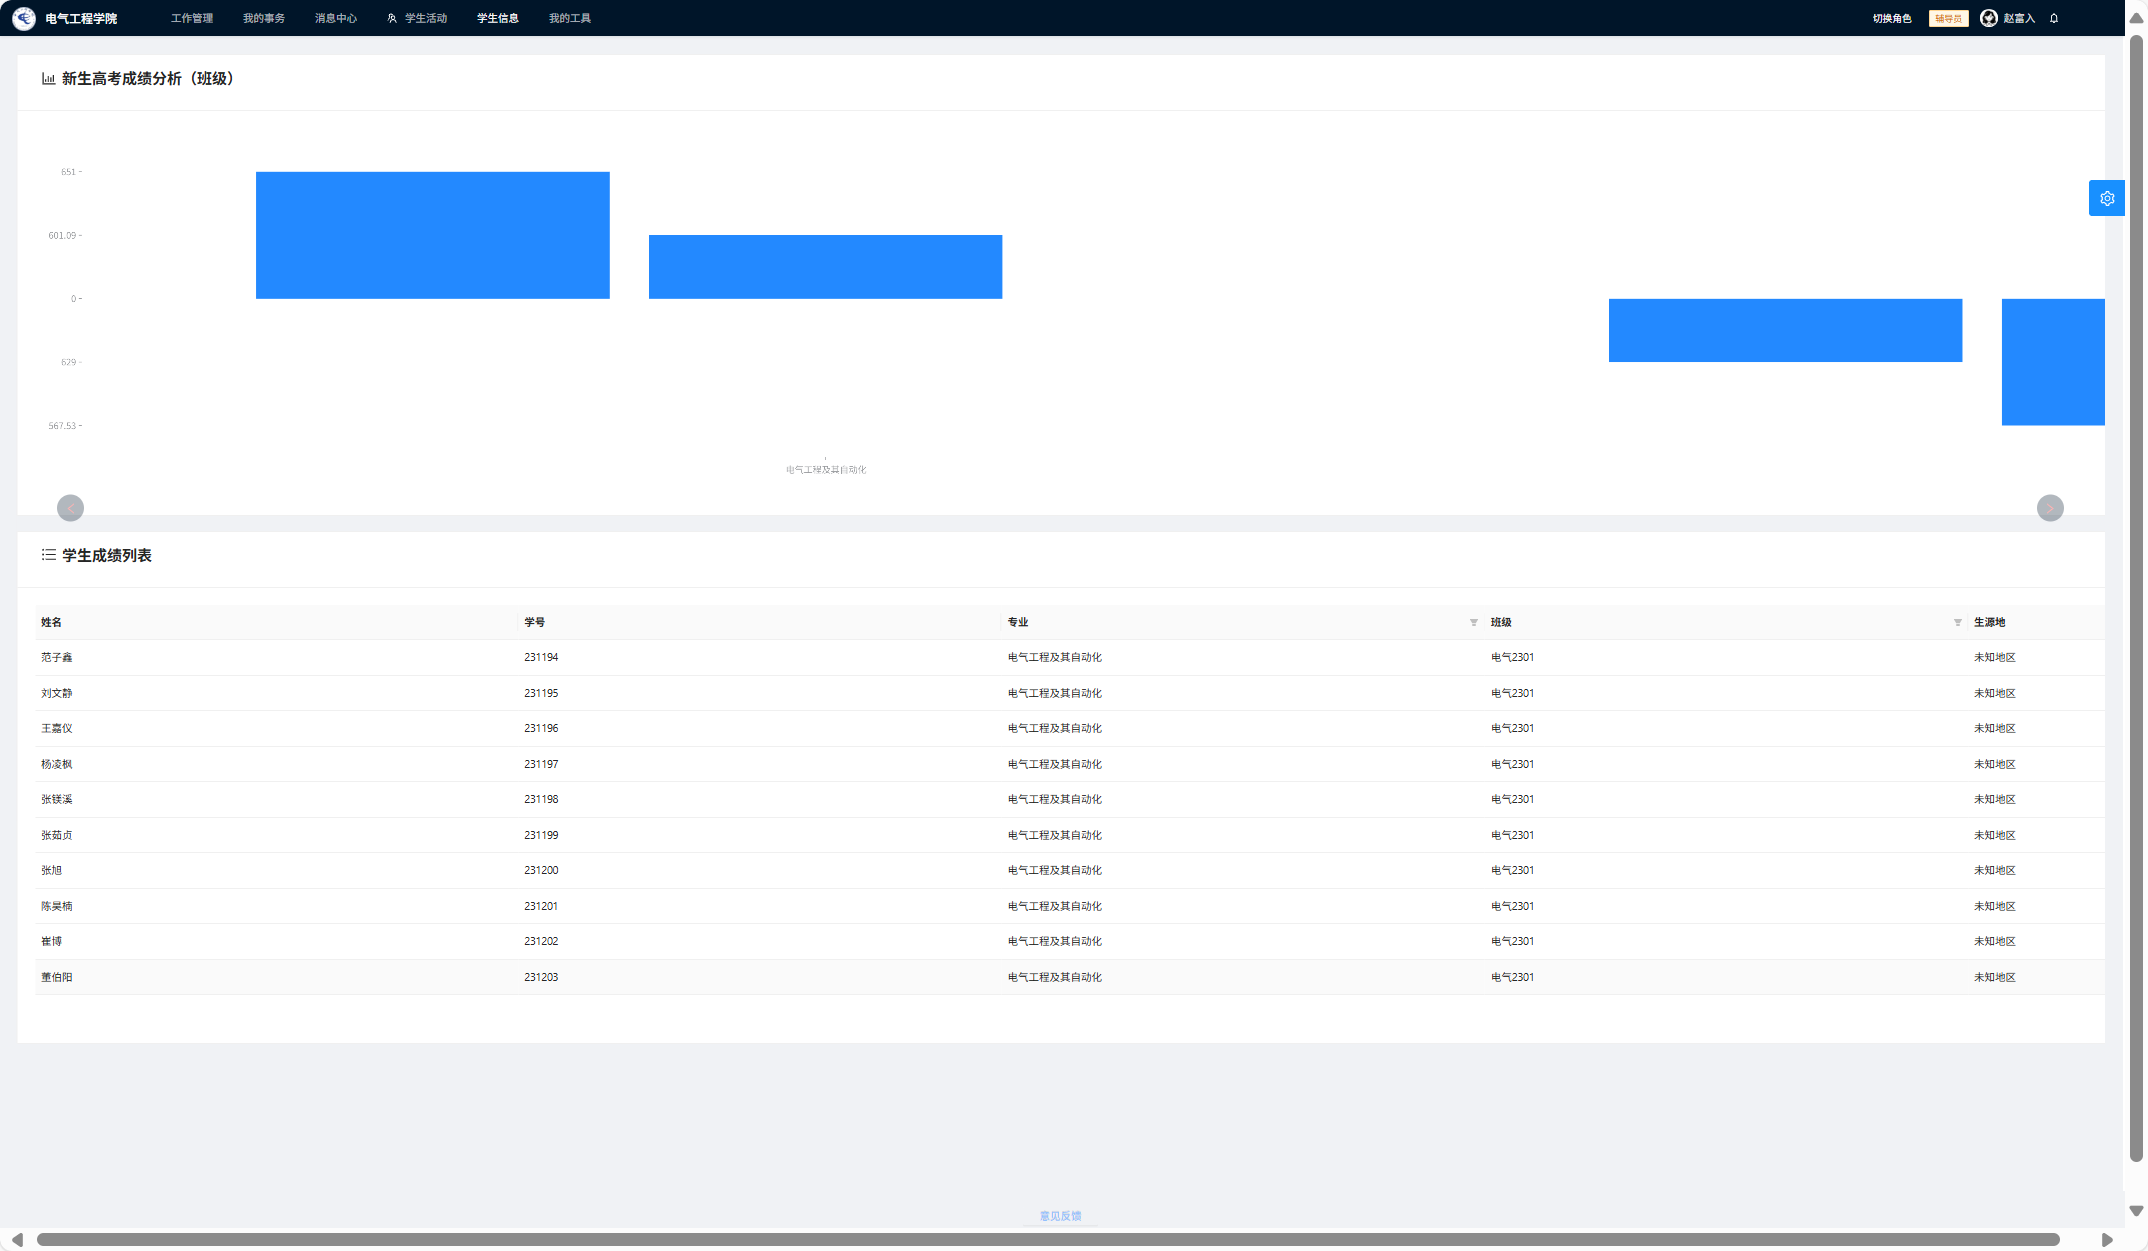 电气工程学院 工作管理 我的事务 消息中心 学生活动 学生信息 我的工具 切换角色 辅导员 赵富入
新生高考成绩分析（班级）
651
601.09
0
629
567.53
电气工程及其自动化
学生成绩列表
姓名 学号 专业 班级 生源地
范子鑫 231194 电气工程及其自动化 电气2301 未知地区
刘文静 231195 电气工程及其自动化 电气2301 未知地区
王嘉仪 231196 电气工程及其自动化 电气2301 未知地区
杨凌枫 231197 电气工程及其自动化 电气2301 未知地区
张镁溪 231198 电气工程及其自动化 电气2301 未知地区
张茹贞 231199 电气工程及其自动化 电气2301 未知地区
张旭 231200 电气工程及其自动化 电气2301 未知地区
陈昊楠 231201 电气工程及其自动化 电气2301 未知地区
崔博 231202 电气工程及其自动化 电气2301 未知地区
董伯阳 231203 电气工程及其自动化 电气2301 未知地区
意见反馈